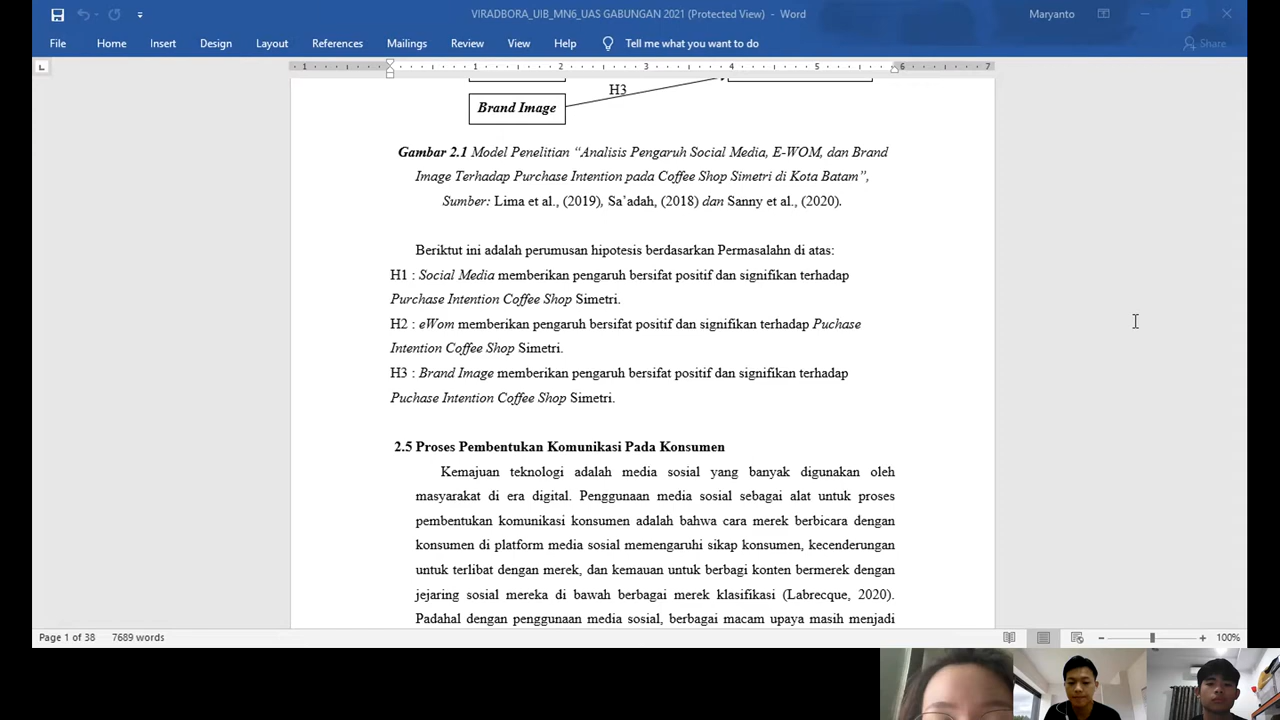 VIRADBORA_UIB_MN6_UAS GABUNGAN 2021 (Protected View) - Word
Maryanto
File Home Insert Design Layout References Mailings Review View Help Tell me what you want to do Share
1 1 2 3 4 5 6 7
H3
Brand Image
Gambar 2.1 Model Penelitian “Analisis Pengaruh Social Media, E-WOM, dan Brand
Image Terhadap Purchase Intention pada Coffee Shop Simetri di Kota Batam”,
Sumber: Lima et al., (2019), Sa’adah, (2018) dan Sanny et al., (2020).
Beriktut ini adalah perumusan hipotesis berdasarkan Permasalahn di atas:
H1 : Social Media memberikan pengaruh bersifat positif dan signifikan terhadap
Purchase Intention Coffee Shop Simetri.
H2 : eWom memberikan pengaruh bersifat positif dan signifikan terhadap Puchase
Intention Coffee Shop Simetri.
H3 : Brand Image memberikan pengaruh bersifat positif dan signifikan terhadap
Puchase Intention Coffee Shop Simetri.
2.5 Proses Pembentukan Komunikasi Pada Konsumen
Kemajuan teknologi adalah media sosial yang banyak digunakan oleh
masyarakat di era digital. Penggunaan media sosial sebagai alat untuk proses
pembentukan komunikasi konsumen adalah bahwa cara merek berbicara dengan
konsumen di platform media sosial memengaruhi sikap konsumen, kecenderungan
untuk terlibat dengan merek, dan kemauan untuk berbagi konten bermerek dengan
jejaring sosial mereka di bawah berbagai merek klasifikasi (Labrecque, 2020).
Padahal dengan penggunaan media sosial, berbagai macam upaya masih menjadi
Page 1 of 38 7689 words 100%